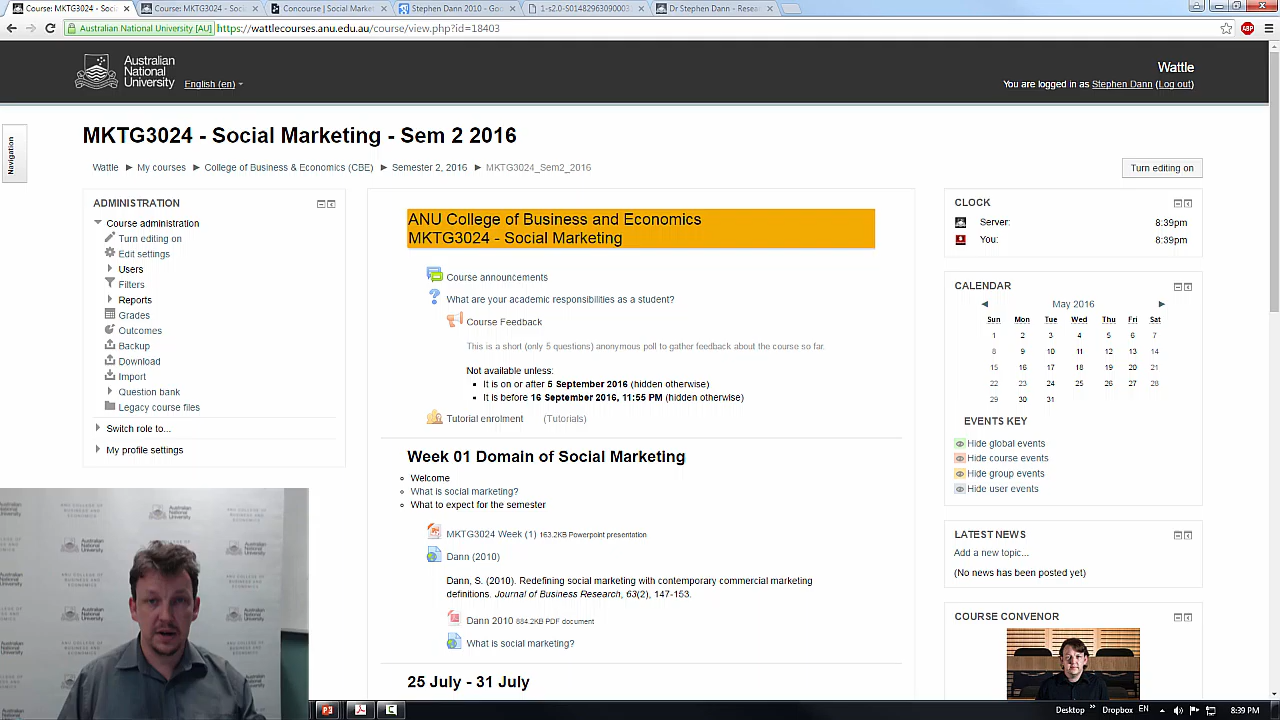 Course: MKTG3024 - So
Course: MKTG3024 - Soc
Concourse | Social Market
Stephen Dann 2010 - Goo
1-s2.0-S014829630900031
Dr Stephen Dann - Resea
Australian National University [AU]
https://wattlecourses.anu.edu.au/course/view.php?id=18403
ABP
Australian
National
University
English (en)
Wattle
You are logged in as Stephen Dann (Log out)
Navigation
MKTG3024 - Social Marketing - Sem 2 2016
Wattle ► My courses ► College of Business & Economics (CBE) ► Semester 2, 2016 ► MKTG3024_Sem2_2016
Turn editing on
ADMINISTRATION
Course administration
Turn editing on
Edit settings
Users
Filters
Reports
Grades
Outcomes
Backup
Download
Import
Question bank
Legacy course files
Switch role to...
My profile settings
ANU College of Business and Economics
MKTG3024 - Social Marketing
Course announcements
What are your academic responsibilities as a student?
Course Feedback
This is a short (only 5 questions) anonymous poll to gather feedback about the course so far.
Not available unless:
It is on or after 5 September 2016 (hidden otherwise)
It is before 16 September 2016, 11:55 PM (hidden otherwise)
Tutorial enrolment (Tutorials)
Week 01 Domain of Social Marketing
Welcome
What is social marketing?
What to expect for the semester
MKTG3024 Week (1) 163.2KB Powerpoint presentation
Dann (2010)
Dann, S. (2010). Redefining social marketing with contemporary commercial marketing
definitions. Journal of Business Research, 63(2), 147-153.
Dann 2010 884.2KB PDF document
What is social marketing?
25 July - 31 July
CLOCK
Server: 8:39pm
You: 8:39pm
CALENDAR
◄ May 2016 ►
Sun Mon Tue Wed Thu Fri Sat
1 2 3 4 5 6 7
8 9 10 11 12 13 14
15 16 17 18 19 20 21
22 23 24 25 26 27 28
29 30 31
EVENTS KEY
Hide global events
Hide course events
Hide group events
Hide user events
LATEST NEWS
Add a new topic...
(No news has been posted yet)
COURSE CONVENOR
Desktop » Dropbox EN 8:39 PM